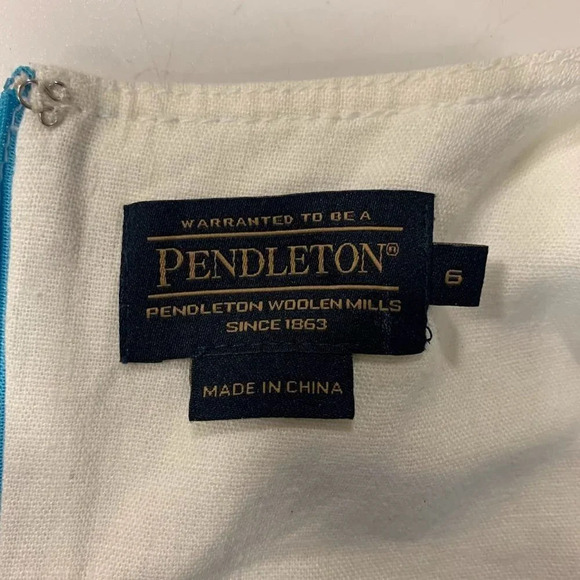 WARRANTED TO BE A
PENDLETON®
PENDLETON WOOLEN MILLS
SINCE 1863
6
MADE IN CHINA